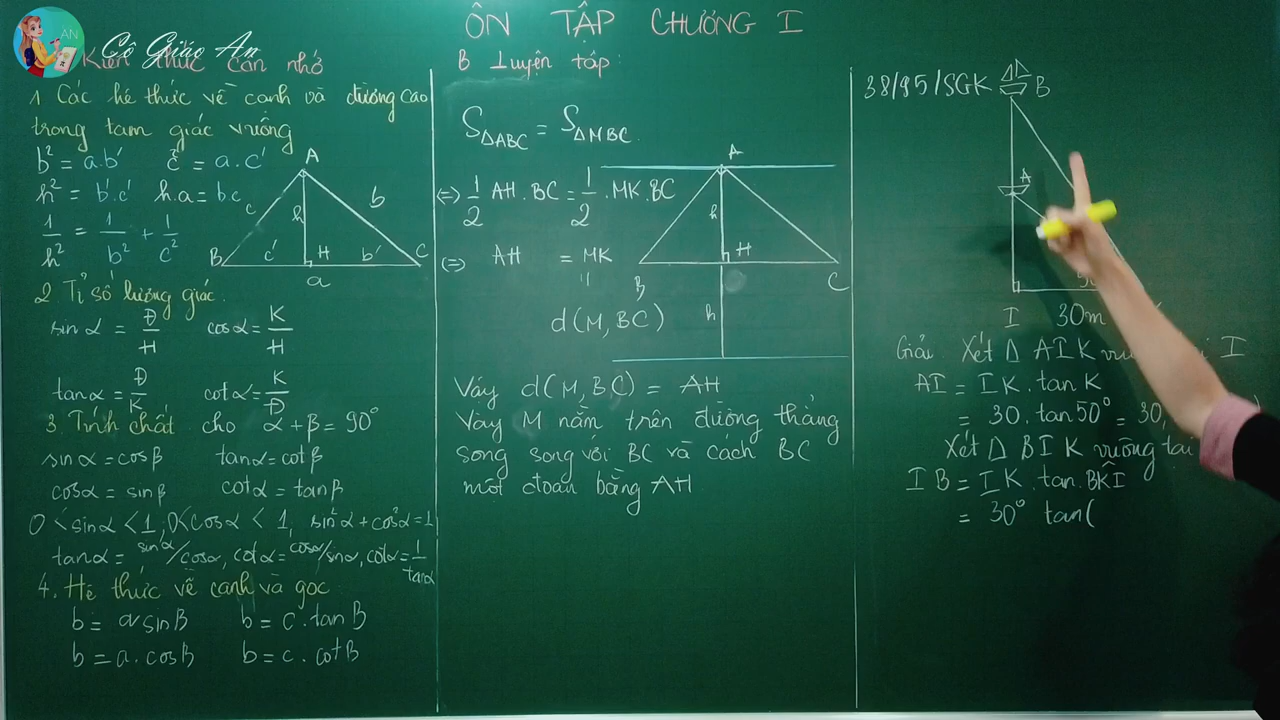 ÔN TẬP CHƯƠNG I
AN
Cô Giáo An
Kiến thức cần nhớ
1 Các hệ thức về cạnh và đường cao
trong tam giác vuông
b² = a.b' c² = a.c'
h² = b'.c' h.a = b c
1/h² = 1/b² + 1/c²
A
c h b
B c' H b' C
a
2 Tỉ số lượng giác.
sin α = Đ/H cos α = K/H
tan α = Đ/K cot α = K/Đ
3. Tính chất cho α + β = 90°
sin α = cos β tan α = cot β
cos α = sin β cot α = tan β
0 < sin α < 1, 0 < cos α < 1, sin² α + cos² α = 1
tan α = sin α / cos α, cot α = cos α / sin α, cot α = 1/tan α
4. Hệ thức về cạnh và góc
b = a sin B b = c. tan B
b = a. cos B b = c. cot B
B Luyện tập:
S ΔABC = S ΔMBC
⇔ 1/2 AH. BC = 1/2 . MK. BC
⇔ AH = MK
=
d (M, BC)
A
h
B H C
h
Vậy d(M, BC) = AH
Vậy M nằm trên đường thẳng
song song với BC và cách BC
một đoạn bằng AH
38/95/SGK
B
A
I 30m
Giải. Xét Δ AIK I
AI = IK. tan K
= 30. tan 50° = 30.
Xét Δ BIK vuông tại
IB = IK. tan. BK̂I
= 30° tan(